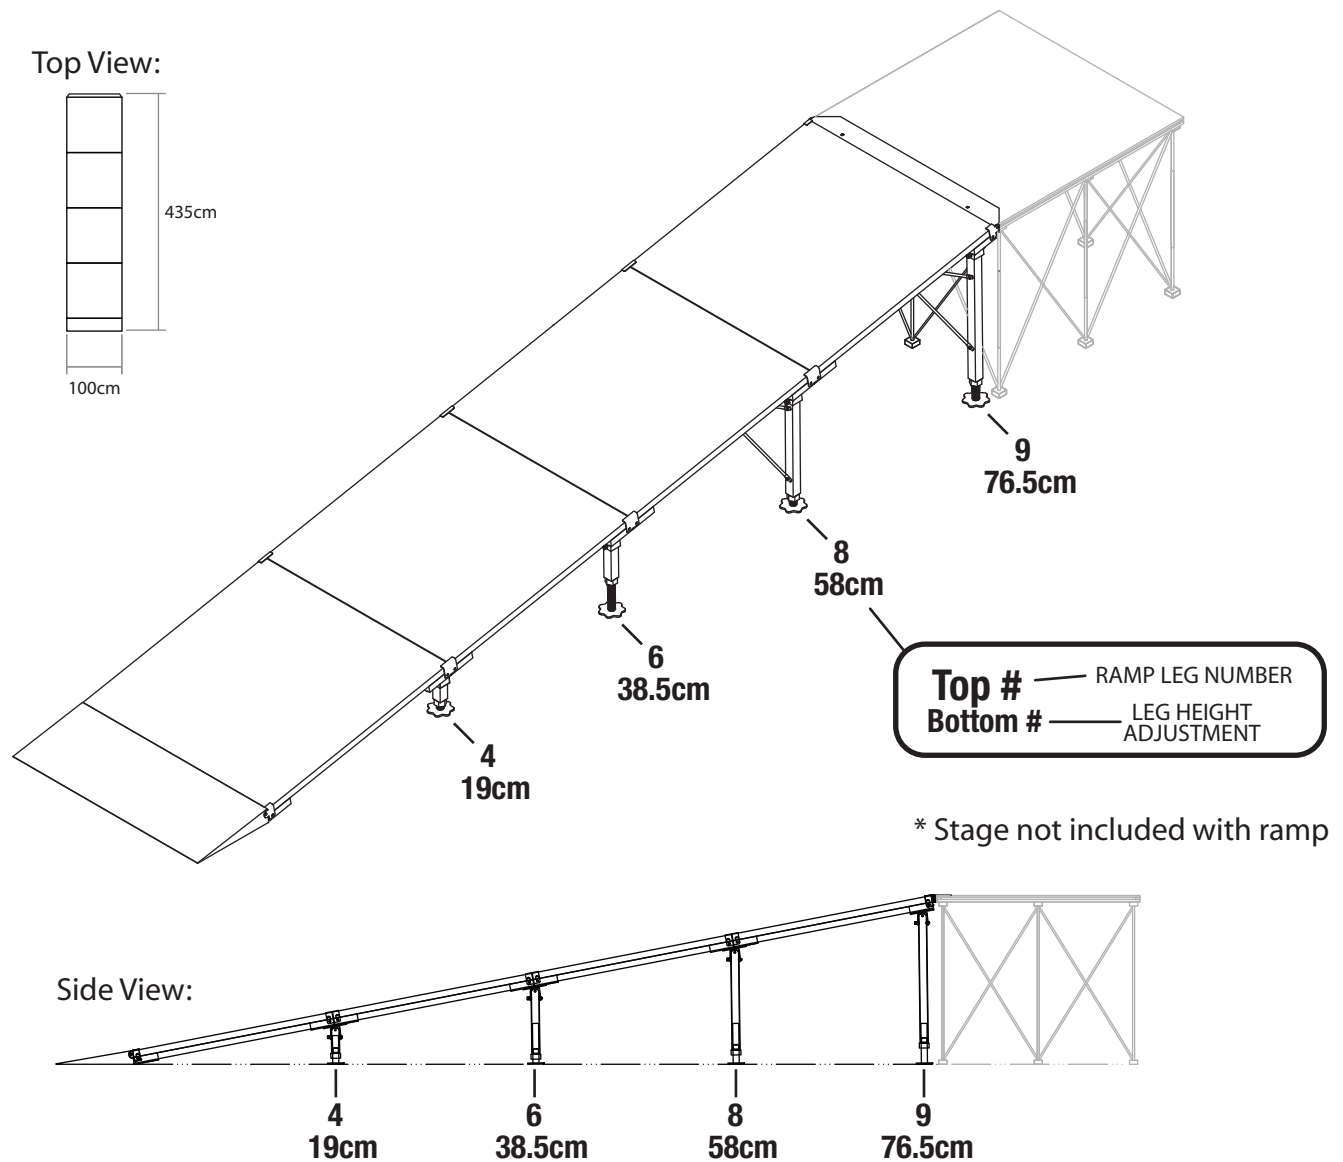 Top View:
435cm
100cm
9
76.5cm
8
58cm
6
38.5cm
4
19cm
Top #
RAMP LEG NUMBER
Bottom #
LEG HEIGHT
ADJUSTMENT
* Stage not included with ramp
Side View:
4
19cm
6
38.5cm
8
58cm
9
76.5cm